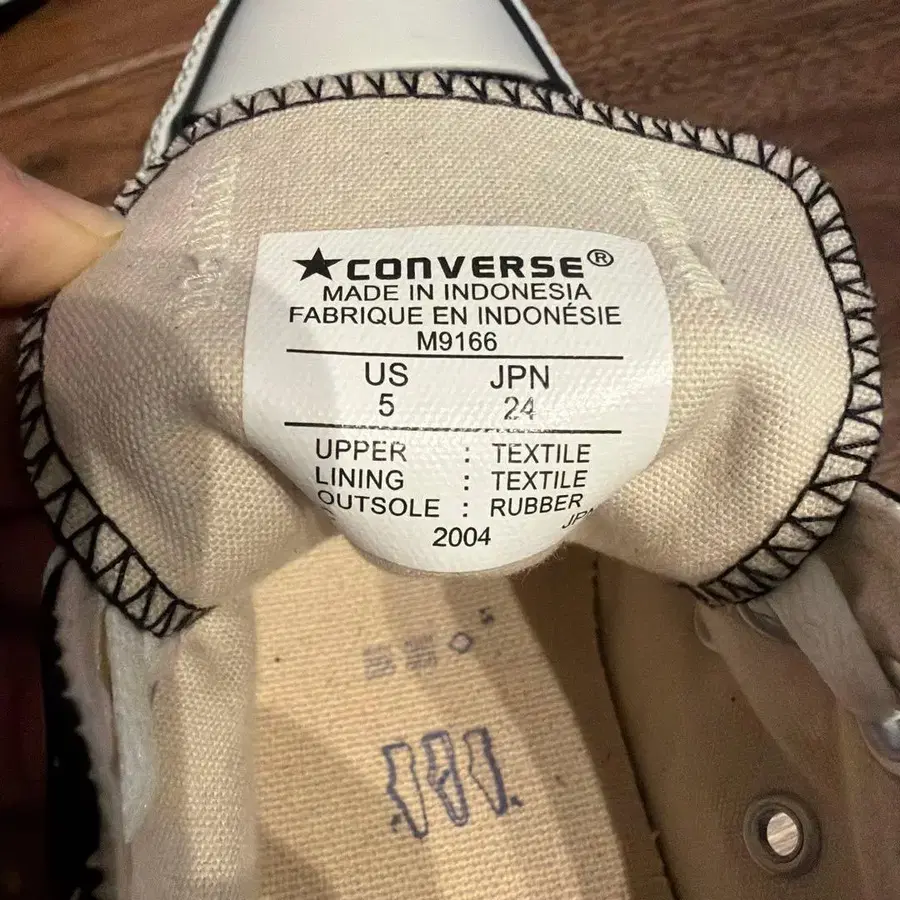 ★CONVERSE®
MADE IN INDONESIA
FABRIQUE EN INDONÉSIE
M9166
US JPN
5 24
UPPER : TEXTILE
LINING : TEXTILE
OUTSOLE : RUBBER
2004